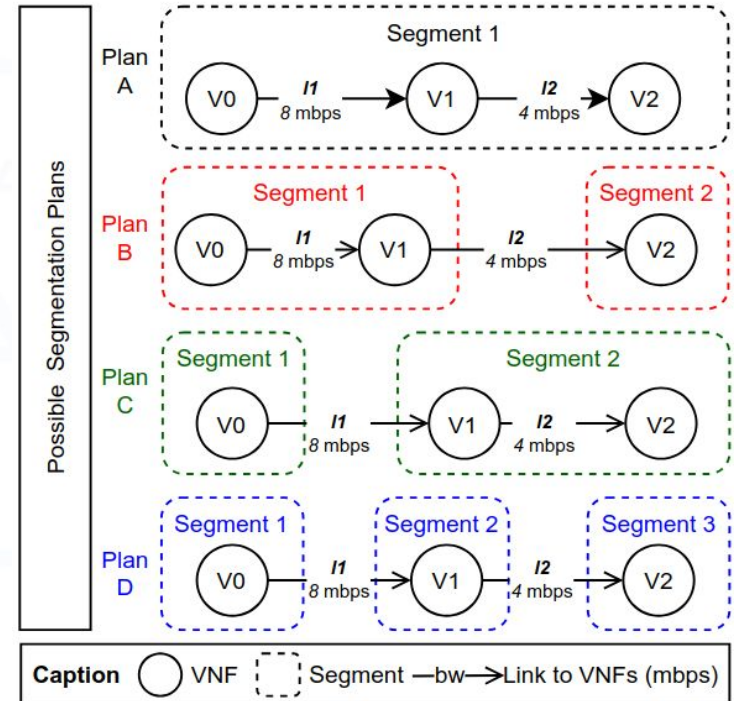 Possible Segmentation Plans
Plan
A
Segment 1
V0
l1
8 mbps
V1
l2
4 mbps
V2
Plan
B
Segment 1
Segment 2
V0
l1
8 mbps
V1
l2
4 mbps
V2
Plan
C
Segment 1
Segment 2
V0
l1
8 mbps
V1
l2
4 mbps
V2
Plan
D
Segment 1
Segment 2
Segment 3
V0
l1
8 mbps
V1
l2
4 mbps
V2
Caption VNF Segment bw Link to VNFs (mbps)